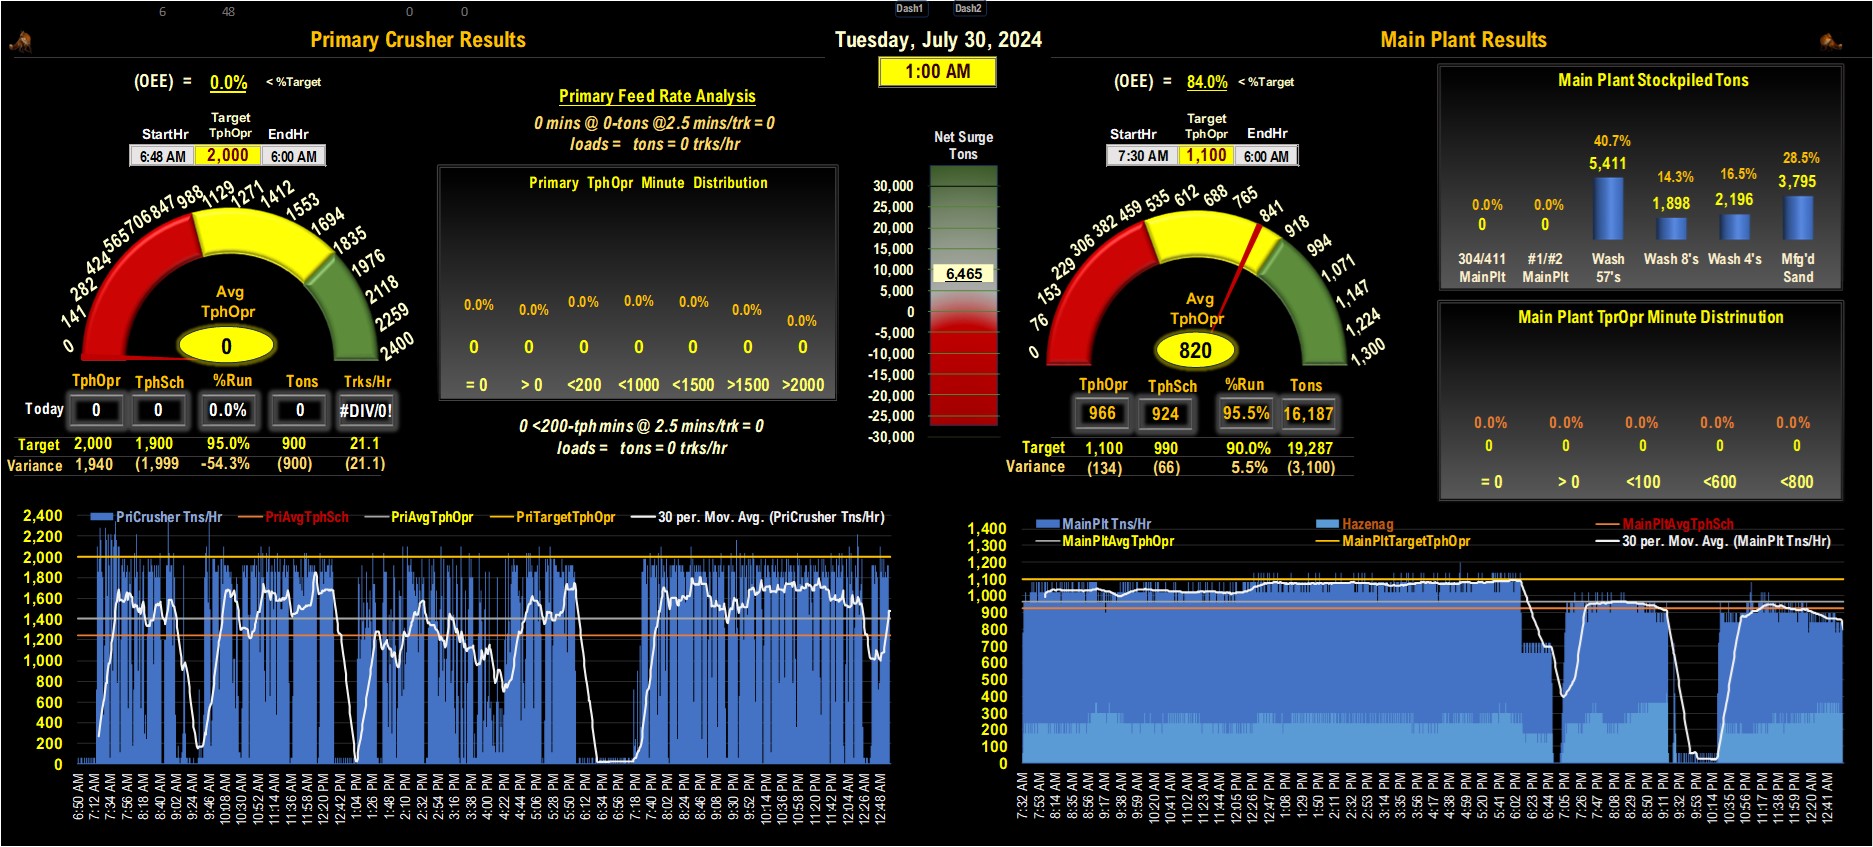 6 48 0 0 Dash1 Dash2
Primary Crusher Results
Tuesday, July 30, 2024
Main Plant Results
1:00 AM
(OEE) = 0.0% < %Target
Target
StartHr TphOpr EndHr
6:48 AM 2,000 6:00 AM
0 141 282 424 565 706 847 988 1129 1271 1412 1553 1694 1835 1976 2118 2259 2400
Avg
TphOpr
0
TphOpr TphSch %Run Tons Trks/Hr
Today 0 0 0.0% 0 #DIV/0!
Target 2,000 1,900 95.0% 900 21.1
Variance 1,940 (1,999 -54.3% (900) (21.1)
Primary Feed Rate Analysis
0 mins @ 0-tons @2.5 mins/trk = 0
loads = tons = 0 trks/hr
Primary TphOpr Minute Distribution
0.0% 0.0% 0.0% 0.0% 0.0% 0.0% 0.0%
0 0 0 0 0 0 0
= 0 > 0 <200 <1000 <1500 >1500 >2000
0 <200-tph mins @ 2.5 mins/trk = 0
loads = tons = 0 trks/hr
Net Surge
Tons
30,000
25,000
20,000
15,000
10,000
6,465
5,000
0
-5,000
-10,000
-15,000
-20,000
-25,000
-30,000
(OEE) = 84.0% < %Target
Target
StartHr TphOpr EndHr
7:30 AM 1,100 6:00 AM
0 76 153 229 306 382 459 535 612 688 765 841 918 994 1,071 1,147 1,224 1,300
Avg
TphOpr
820
TphOpr TphSch %Run Tons
966 924 95.5% 16,187
Target 1,100 990 90.0% 19,287
Variance (134) (66) 5.5% (3,100)
Main Plant Stockpiled Tons
0.0% 0.0% 40.7% 14.3% 16.5% 28.5%
0 0 5,411 1,898 2,196 3,795
304/411 #1/#2 Wash Wash 8's Wash 4's Mfg'd
MainPlt MainPlt 57's Sand
Main Plant TprOpr Minute Distrinution
0.0% 0.0% 0.0% 0.0% 0.0%
0 0 0 0 0
= 0 > 0 <100 <600 <800
PriCrusher Tns/Hr PriAvgTphSch PriAvgTphOpr PriTargetTphOpr 30 per. Mov. Avg. (PriCrusher Tns/Hr)
2,400
2,200
2,000
1,800
1,600
1,400
1,200
1,000
800
600
400
200
0
6:50 AM 7:12 AM 7:34 AM 7:56 AM 8:18 AM 8:40 AM 9:02 AM 9:24 AM 9:46 AM 10:08 AM 10:30 AM 10:52 AM 11:14 AM 11:36 AM 11:58 AM 12:20 PM 12:42 PM 1:04 PM 1:26 PM 1:48 PM 2:10 PM 2:32 PM 2:54 PM 3:16 PM 3:38 PM 4:00 PM 4:22 PM 4:44 PM 5:06 PM 5:28 PM 5:50 PM 6:12 PM 6:34 PM 6:56 PM 7:18 PM 7:40 PM 8:02 PM 8:24 PM 8:46 PM 9:08 PM 9:30 PM 9:52 PM 10:14 PM 10:36 PM 10:58 PM 11:20 PM 11:42 PM 12:04 AM 12:26 AM 12:48 AM
MainPlt Tns/Hr Hazenag MainPltAvgTphSch
MainPltAvgTphOpr MainPltTargetTphOpr 30 per. Mov. Avg. (MainPlt Tns/Hr)
1,400
1,300
1,200
1,100
1,000
900
800
700
600
500
400
300
200
100
0
7:32 AM 7:53 AM 8:14 AM 8:35 AM 8:56 AM 9:17 AM 9:38 AM 9:59 AM 10:20 AM 10:41 AM 11:02 AM 11:23 AM 11:44 AM 12:05 PM 12:26 PM 12:47 PM 1:08 PM 1:29 PM 1:50 PM 2:11 PM 2:32 PM 2:53 PM 3:14 PM 3:35 PM 3:56 PM 4:17 PM 4:38 PM 4:59 PM 5:20 PM 5:41 PM 6:02 PM 6:23 PM 6:44 PM 7:05 PM 7:26 PM 7:47 PM 8:08 PM 8:29 PM 8:50 PM 9:11 PM 9:32 PM 9:53 PM 10:14 PM 10:35 PM 10:56 PM 11:17 PM 11:38 PM 11:59 PM 12:20 AM 12:41 AM